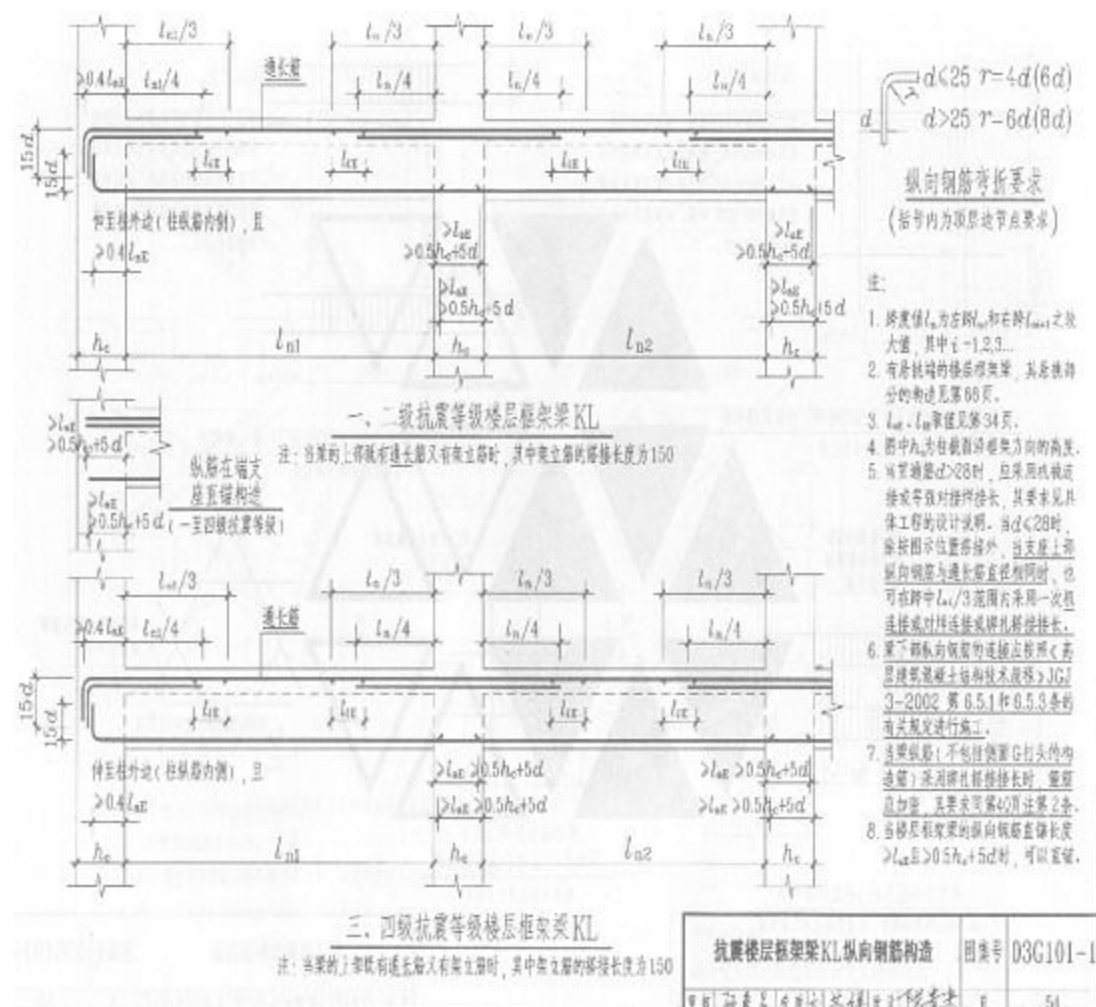 l_n1/3 l_n/3 l_n/3 l_n/3
≥0.4l_aE l_n1/4 通长筋 l_n/4 l_n/4 l_n/4
d≤25 r=4d(6d)
d d>25 r=6d(8d)
纵向钢筋弯折要求
(括号内为顶层边节点要求)
15d l_lE l_lE l_lE l_lE
15d
伸至柱外边(柱纵筋内侧),且
≥0.4l_aE
≥l_aE ≥l_aE
≥0.5h_c+5d ≥0.5h_c+5d
≥l_aE ≥l_aE
≥0.5h_c+5d ≥0.5h_c+5d
h_c l_n1 h_c l_n2 h_c
一、二级抗震等级楼层框架梁KL
注:当梁的上部既有通长筋又有架立筋时,其中架立筋的搭接长度为150
≥l_aE
≥0.5h_c+5d
纵筋在端支
座直锚构造
(一至四级抗震等级)
≥l_aE
≥0.5h_c+5d
l_n1/3 l_n/3 l_n/3 l_n/3
≥0.4l_aE l_n1/4 通长筋 l_n/4 l_n/4 l_n/4
15d l_lE l_lE l_lE l_lE
15d
伸至柱外边(柱纵筋内侧),且
≥0.4l_aE
≥l_aE ≥0.5h_c+5d ≥l_aE ≥0.5h_c+5d
≥l_aE ≥0.5h_c+5d ≥l_aE ≥0.5h_c+5d
h_c l_n1 h_c l_n2 h_c
三、四级抗震等级楼层框架梁KL
注:当梁的上部既有通长筋又有架立筋时,其中架立筋的搭接长度为150
注:
1. 跨度值l_n为左跨l_ni和右跨l_ni+1之较
大值,其中i=1,2,3...
2. 有悬挑端的楼层框架梁,其悬挑部
分的构造见第66页。
3. l_aE、l_lE取值见第34页。
4. 图中h_c为柱截面沿框架方向的高度。
5. 当贯通筋d>28时,应采用机械连
接或等强对接焊接长,其要求见具
体工程的设计说明。当d≤28时,
除按图示位置搭接外,当支座上部
纵向钢筋与通长筋直径相同时,也
可在跨中l_ni/3范围内采用一次机
连接或对焊连接或绑扎搭接接长。
6. 梁下部纵向钢筋的连接应按照《高
层建筑混凝土结构技术规程》JGJ
3-2002 第6.5.1和6.5.3条的
有关规定进行施工。
7. 当梁纵筋(不包括侧面G打头的构
造筋)采用绑扎搭接接长时,箍筋
应加密,其要求同第40页注第2条。
8. 当楼层框架梁的纵向钢筋直锚长度
≥l_aE且≥0.5h_c+5d时,可以直锚。
抗震楼层框架梁KL纵向钢筋构造 图集号 03G101-1
54